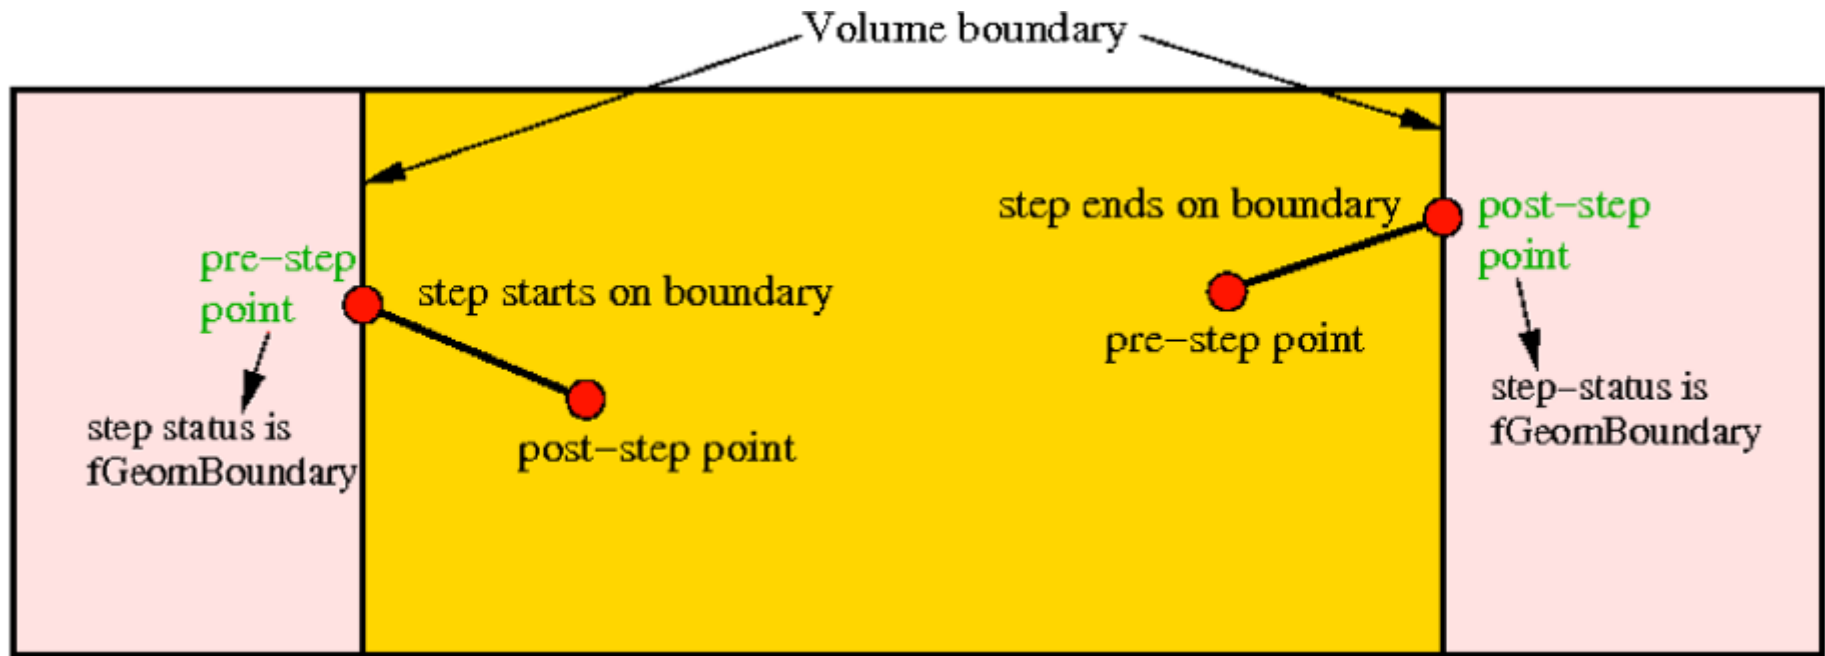 Volume boundary
step ends on boundary
post-step
point
pre-step
point
step starts on boundary
pre-step point
step-status is
fGeomBoundary
step status is
fGeomBoundary
post-step point